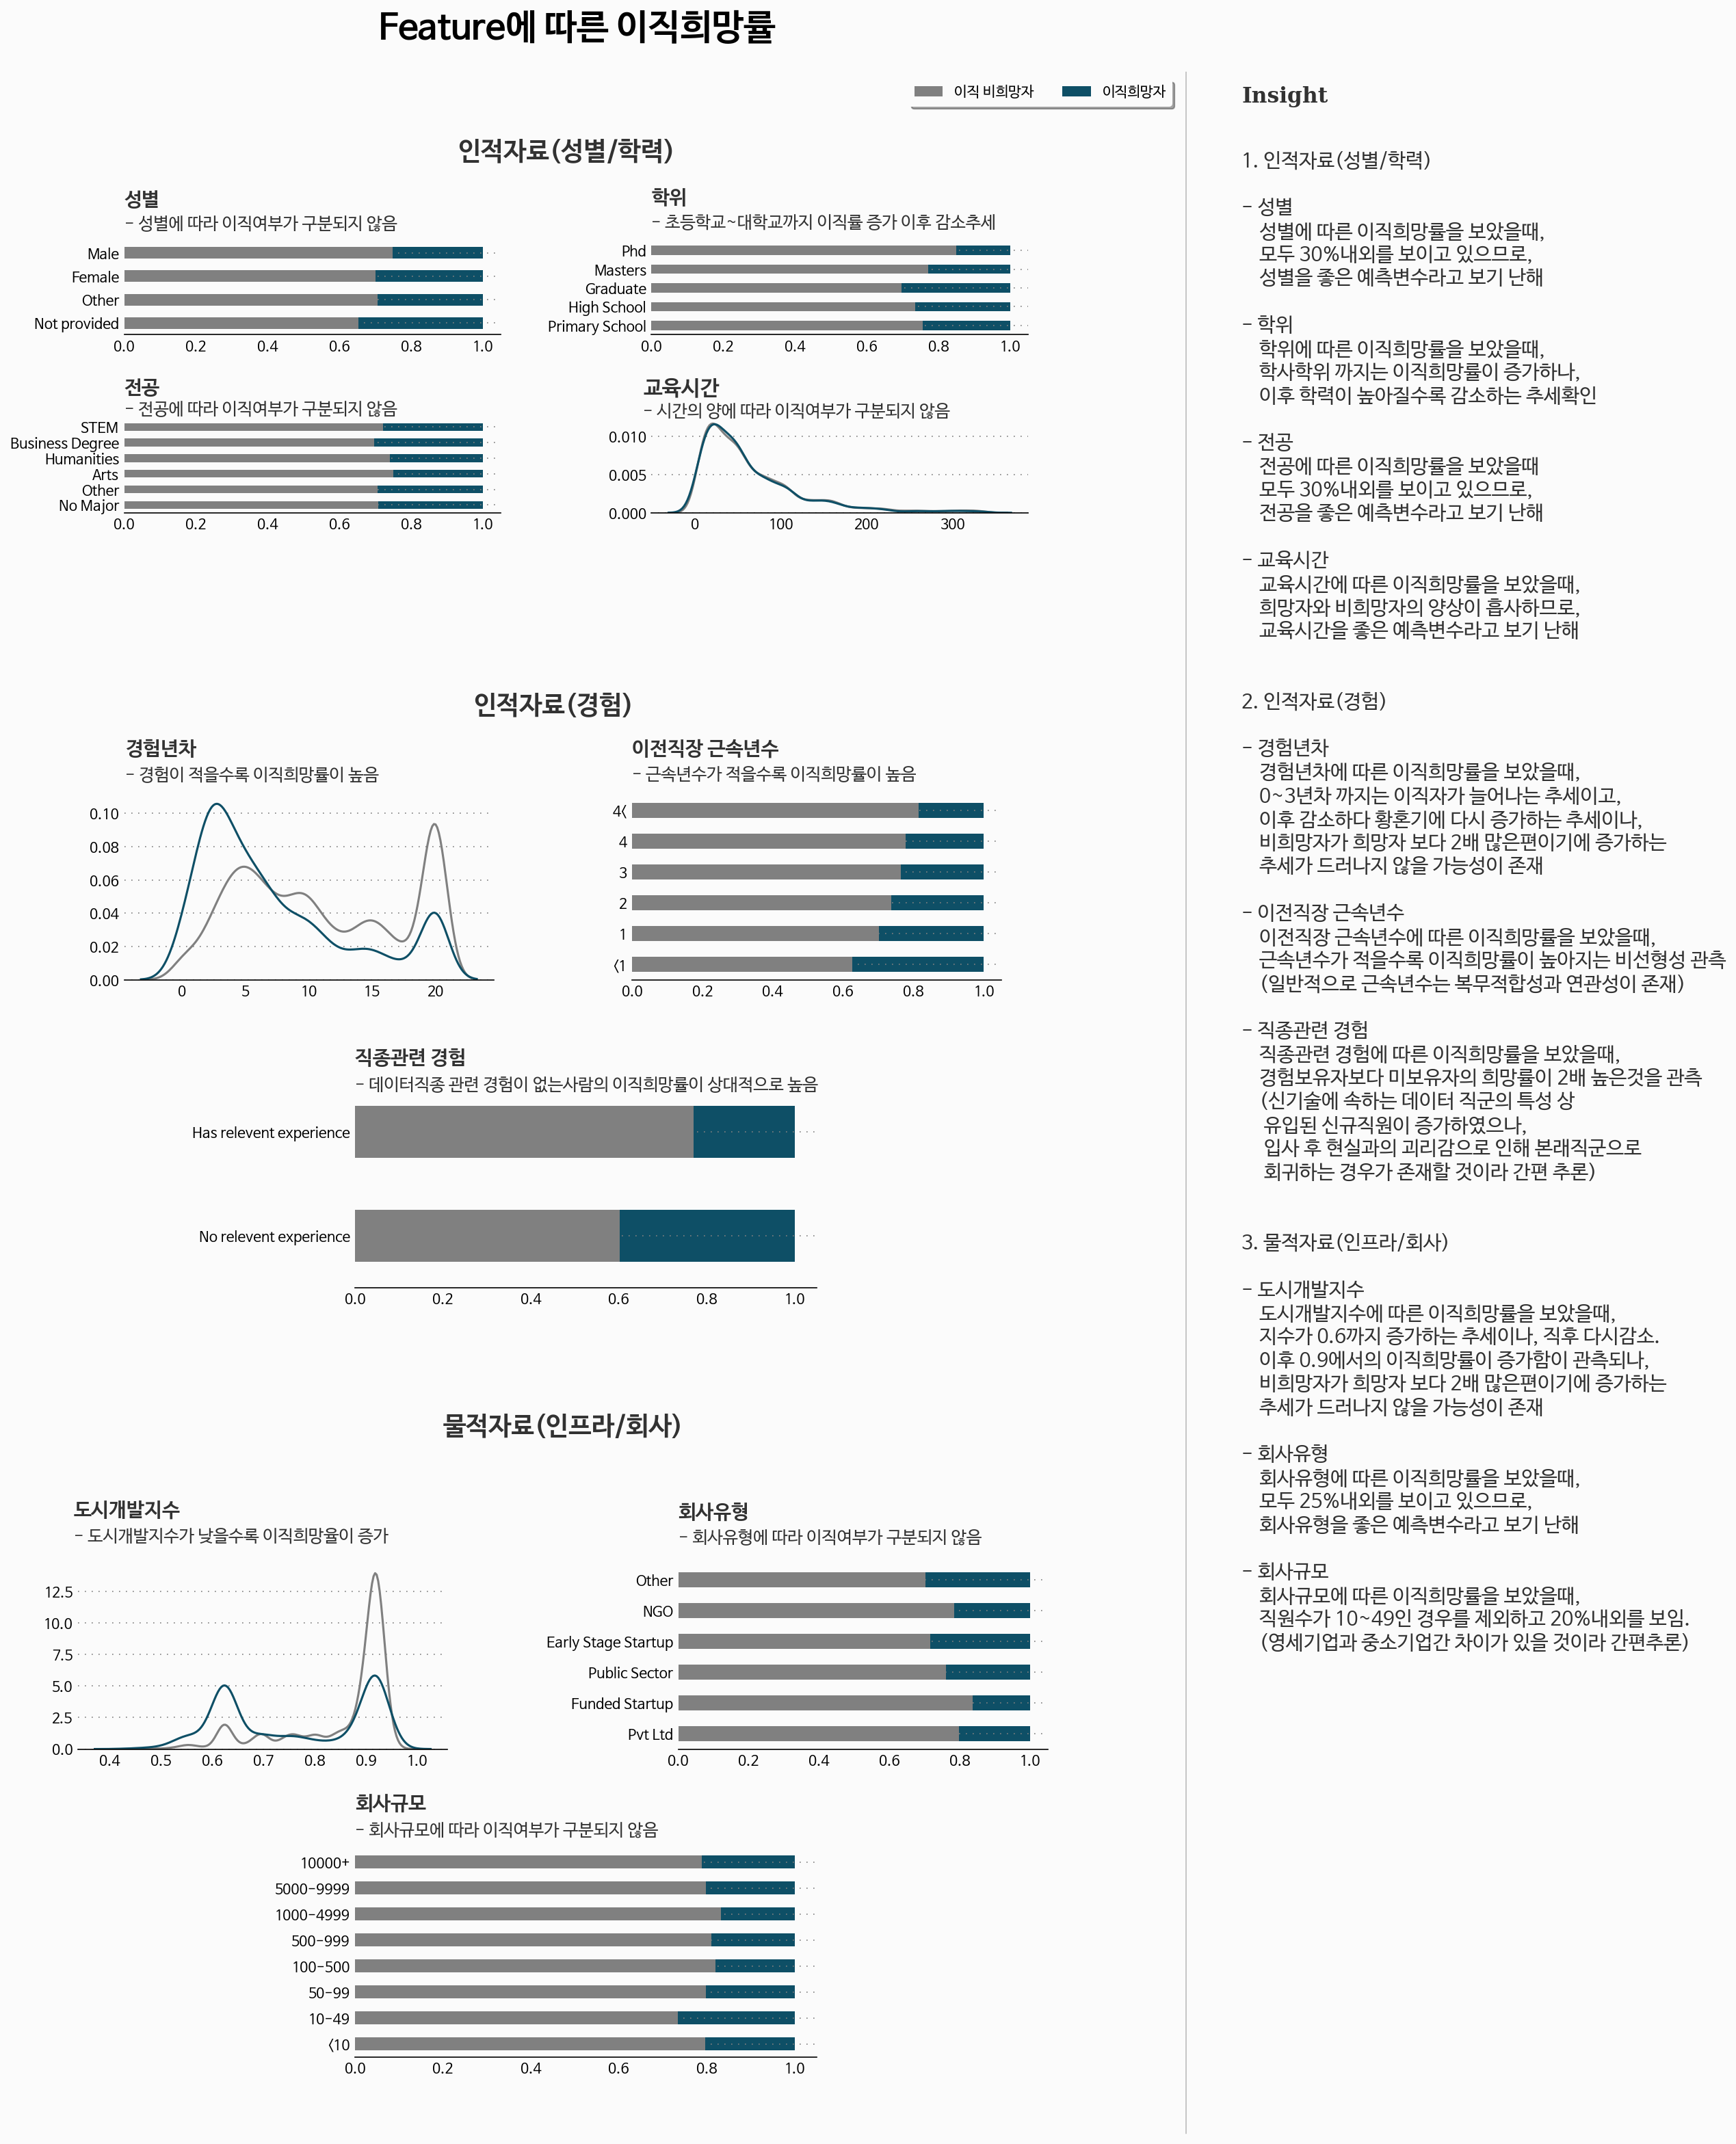 Feature에 따른 이직희망률
이직 비희망자
이직희망자
인적자료(성별/학력)
성별
- 성별에 따라 이직여부가 구분되지 않음
Male
Female
Other
Not provided
0.0 0.2 0.4 0.6 0.8 1.0
학위
- 초등학교~대학교까지 이직률 증가 이후 감소추세
Phd
Masters
Graduate
High School
Primary School
0.0 0.2 0.4 0.6 0.8 1.0
전공
- 전공에 따라 이직여부가 구분되지 않음
STEM
Business Degree
Humanities
Arts
Other
No Major
0.0 0.2 0.4 0.6 0.8 1.0
교육시간
- 시간의 양에 따라 이직여부가 구분되지 않음
0.010
0.005
0.000
0 100 200 300
인적자료(경험)
경험년차
- 경험이 적을수록 이직희망률이 높음
0.10
0.08
0.06
0.04
0.02
0.00
0 5 10 15 20
이전직장 근속년수
- 근속년수가 적을수록 이직희망률이 높음
4<
4
3
2
1
<1
0.0 0.2 0.4 0.6 0.8 1.0
직종관련 경험
- 데이터직종 관련 경험이 없는사람의 이직희망률이 상대적으로 높음
Has relevent experience
No relevent experience
0.0 0.2 0.4 0.6 0.8 1.0
물적자료(인프라/회사)
도시개발지수
- 도시개발지수가 낮을수록 이직희망율이 증가
12.5
10.0
7.5
5.0
2.5
0.0
0.4 0.5 0.6 0.7 0.8 0.9 1.0
회사유형
- 회사유형에 따라 이직여부가 구분되지 않음
Other
NGO
Early Stage Startup
Public Sector
Funded Startup
Pvt Ltd
0.0 0.2 0.4 0.6 0.8 1.0
회사규모
- 회사규모에 따라 이직여부가 구분되지 않음
10000+
5000-9999
1000-4999
500-999
100-500
50-99
10-49
<10
0.0 0.2 0.4 0.6 0.8 1.0
Insight
1. 인적자료(성별/학력)
- 성별
성별에 따른 이직희망률을 보았을때,
모두 30%내외를 보이고 있으므로,
성별을 좋은 예측변수라고 보기 난해
- 학위
학위에 따른 이직희망률을 보았을때,
학사학위 까지는 이직희망률이 증가하나,
이후 학력이 높아질수록 감소하는 추세확인
- 전공
전공에 따른 이직희망률을 보았을때
모두 30%내외를 보이고 있으므로,
전공을 좋은 예측변수라고 보기 난해
- 교육시간
교육시간에 따른 이직희망률을 보았을때,
희망자와 비희망자의 양상이 흡사하므로,
교육시간을 좋은 예측변수라고 보기 난해
2. 인적자료(경험)
- 경험년차
경험년차에 따른 이직희망률을 보았을때,
0~3년차 까지는 이직자가 늘어나는 추세이고,
이후 감소하다 황혼기에 다시 증가하는 추세이나,
비희망자가 희망자 보다 2배 많은편이기에 증가하는
추세가 드러나지 않을 가능성이 존재
- 이전직장 근속년수
이전직장 근속년수에 따른 이직희망률을 보았을때,
근속년수가 적을수록 이직희망률이 높아지는 비선형성 관측
(일반적으로 근속년수는 복무적합성과 연관성이 존재)
- 직종관련 경험
직종관련 경험에 따른 이직희망률을 보았을때,
경험보유자보다 미보유자의 희망률이 2배 높은것을 관측
(신기술에 속하는 데이터 직군의 특성 상
유입된 신규직원이 증가하였으나,
입사 후 현실과의 괴리감으로 인해 본래직군으로
회귀하는 경우가 존재할 것이라 간편 추론)
3. 물적자료(인프라/회사)
- 도시개발지수
도시개발지수에 따른 이직희망률을 보았을때,
지수가 0.6까지 증가하는 추세이나, 직후 다시감소.
이후 0.9에서의 이직희망률이 증가함이 관측되나,
비희망자가 희망자 보다 2배 많은편이기에 증가하는
추세가 드러나지 않을 가능성이 존재
- 회사유형
회사유형에 따른 이직희망률을 보았을때,
모두 25%내외를 보이고 있으므로,
회사유형을 좋은 예측변수라고 보기 난해
- 회사규모
회사규모에 따른 이직희망률을 보았을때,
직원수가 10~49인 경우를 제외하고 20%내외를 보임.
(영세기업과 중소기업간 차이가 있을 것이라 간편추론)